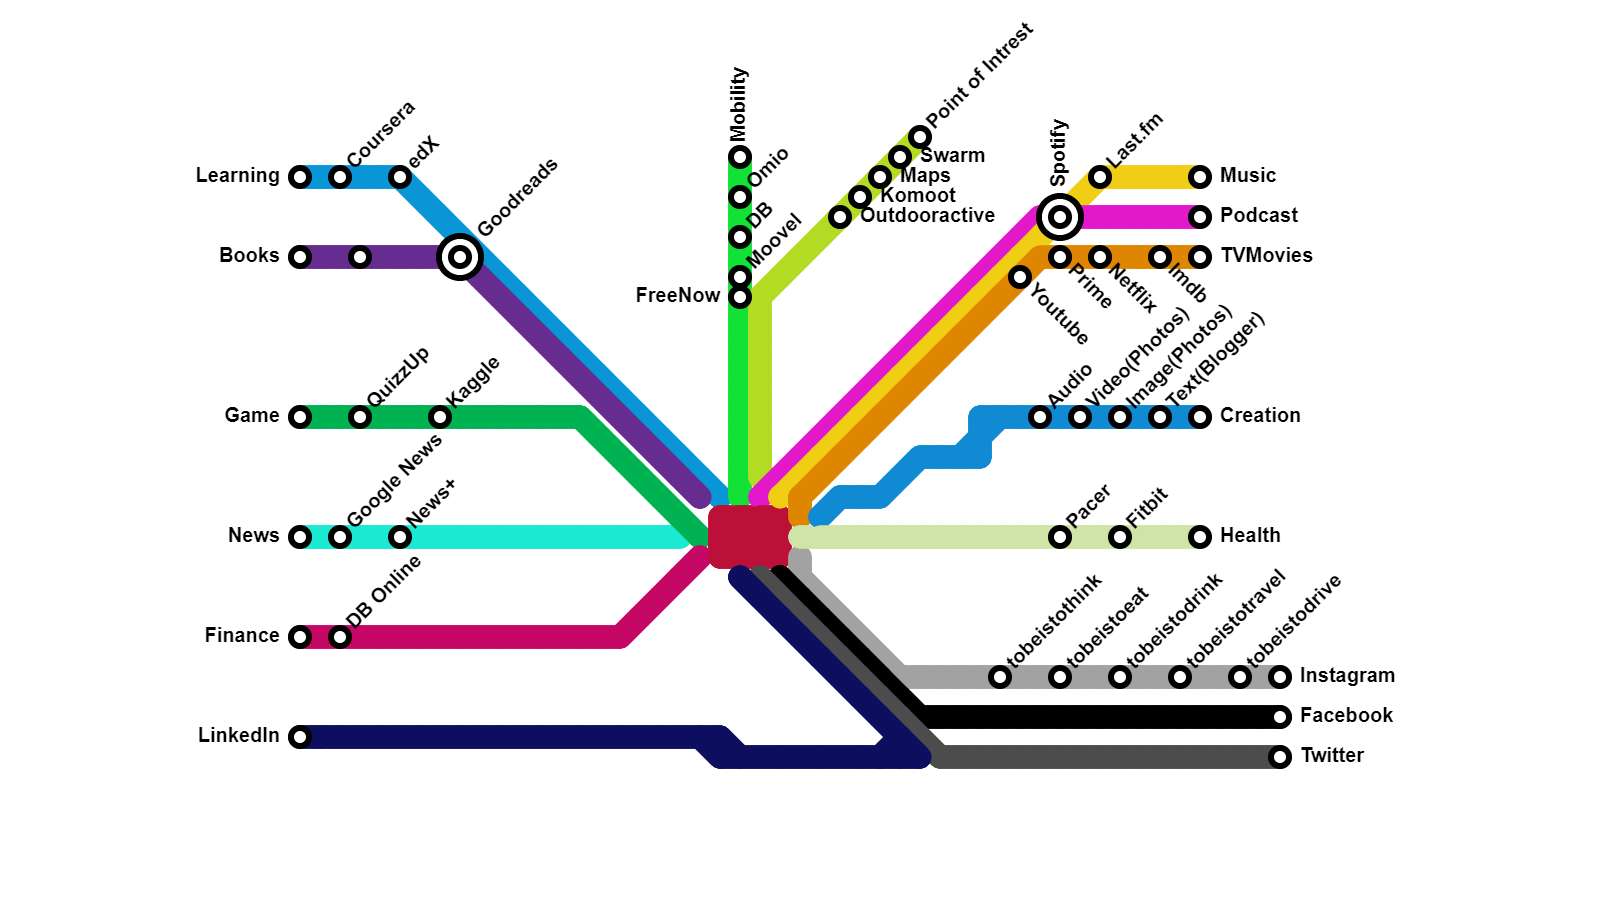 Learning
Coursera
edX
Books
Goodreads
Game
QuizzUp
Kaggle
News
Google News
News+
Finance
DB Online
LinkedIn
Mobility
Omio
DB
Moovel
FreeNow
Point of Intrest
Swarm
Maps
Komoot
Outdooractive
Spotify
Last.fm
Music
Podcast
TVMovies
Youtube
Prime
Netflix
Imdb
Audio
Video(Photos)
Image(Photos)
Text(Blogger)
Creation
Pacer
Fitbit
Health
tobeistothink
tobeistoeat
tobeistodrink
tobeistotravel
tobeistodrive
Instagram
Facebook
Twitter